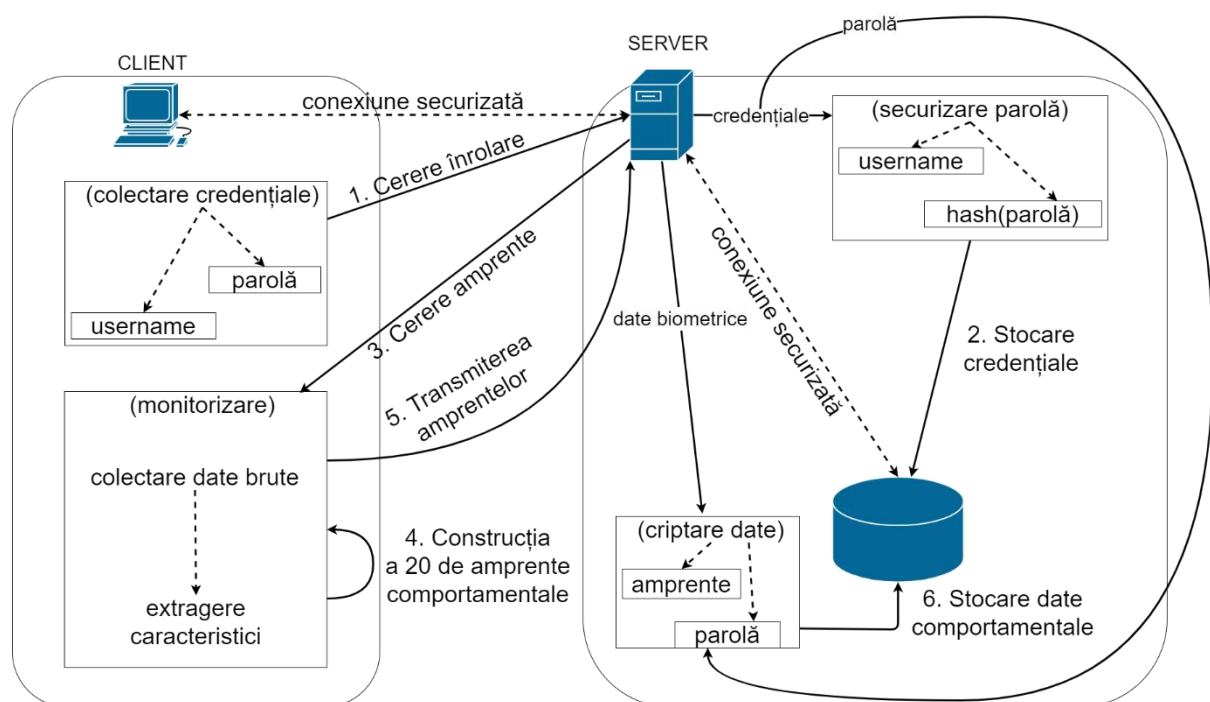 CLIENT
SERVER
parolă
conexiune securizată
credențiale
(securizare parolă)
username
hash(parolă)
1. Cerere înrolare
(colectare credențiale)
parolă
username
3. Cerere amprente
conexiune securizată
date biometrice
2. Stocare
credențiale
(monitorizare)
5. Transmiterea
amprentelor
colectare date brute
4. Construcția
a 20 de amprente
comportamentale
extragere
caracteristici
(criptare date)
amprente
parolă
6. Stocare date
comportamentale